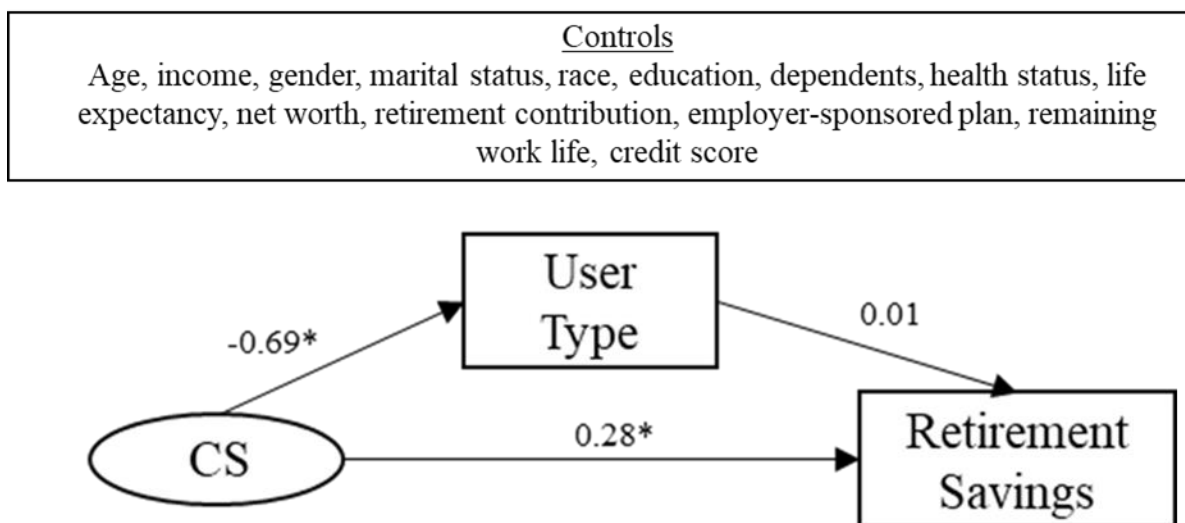 Controls
Age, income, gender, marital status, race, education, dependents, health status, life
expectancy, net worth, retirement contribution, employer-sponsored plan, remaining
work life, credit score
User
Type
-0.69*
0.01
CS
0.28*
Retirement
Savings